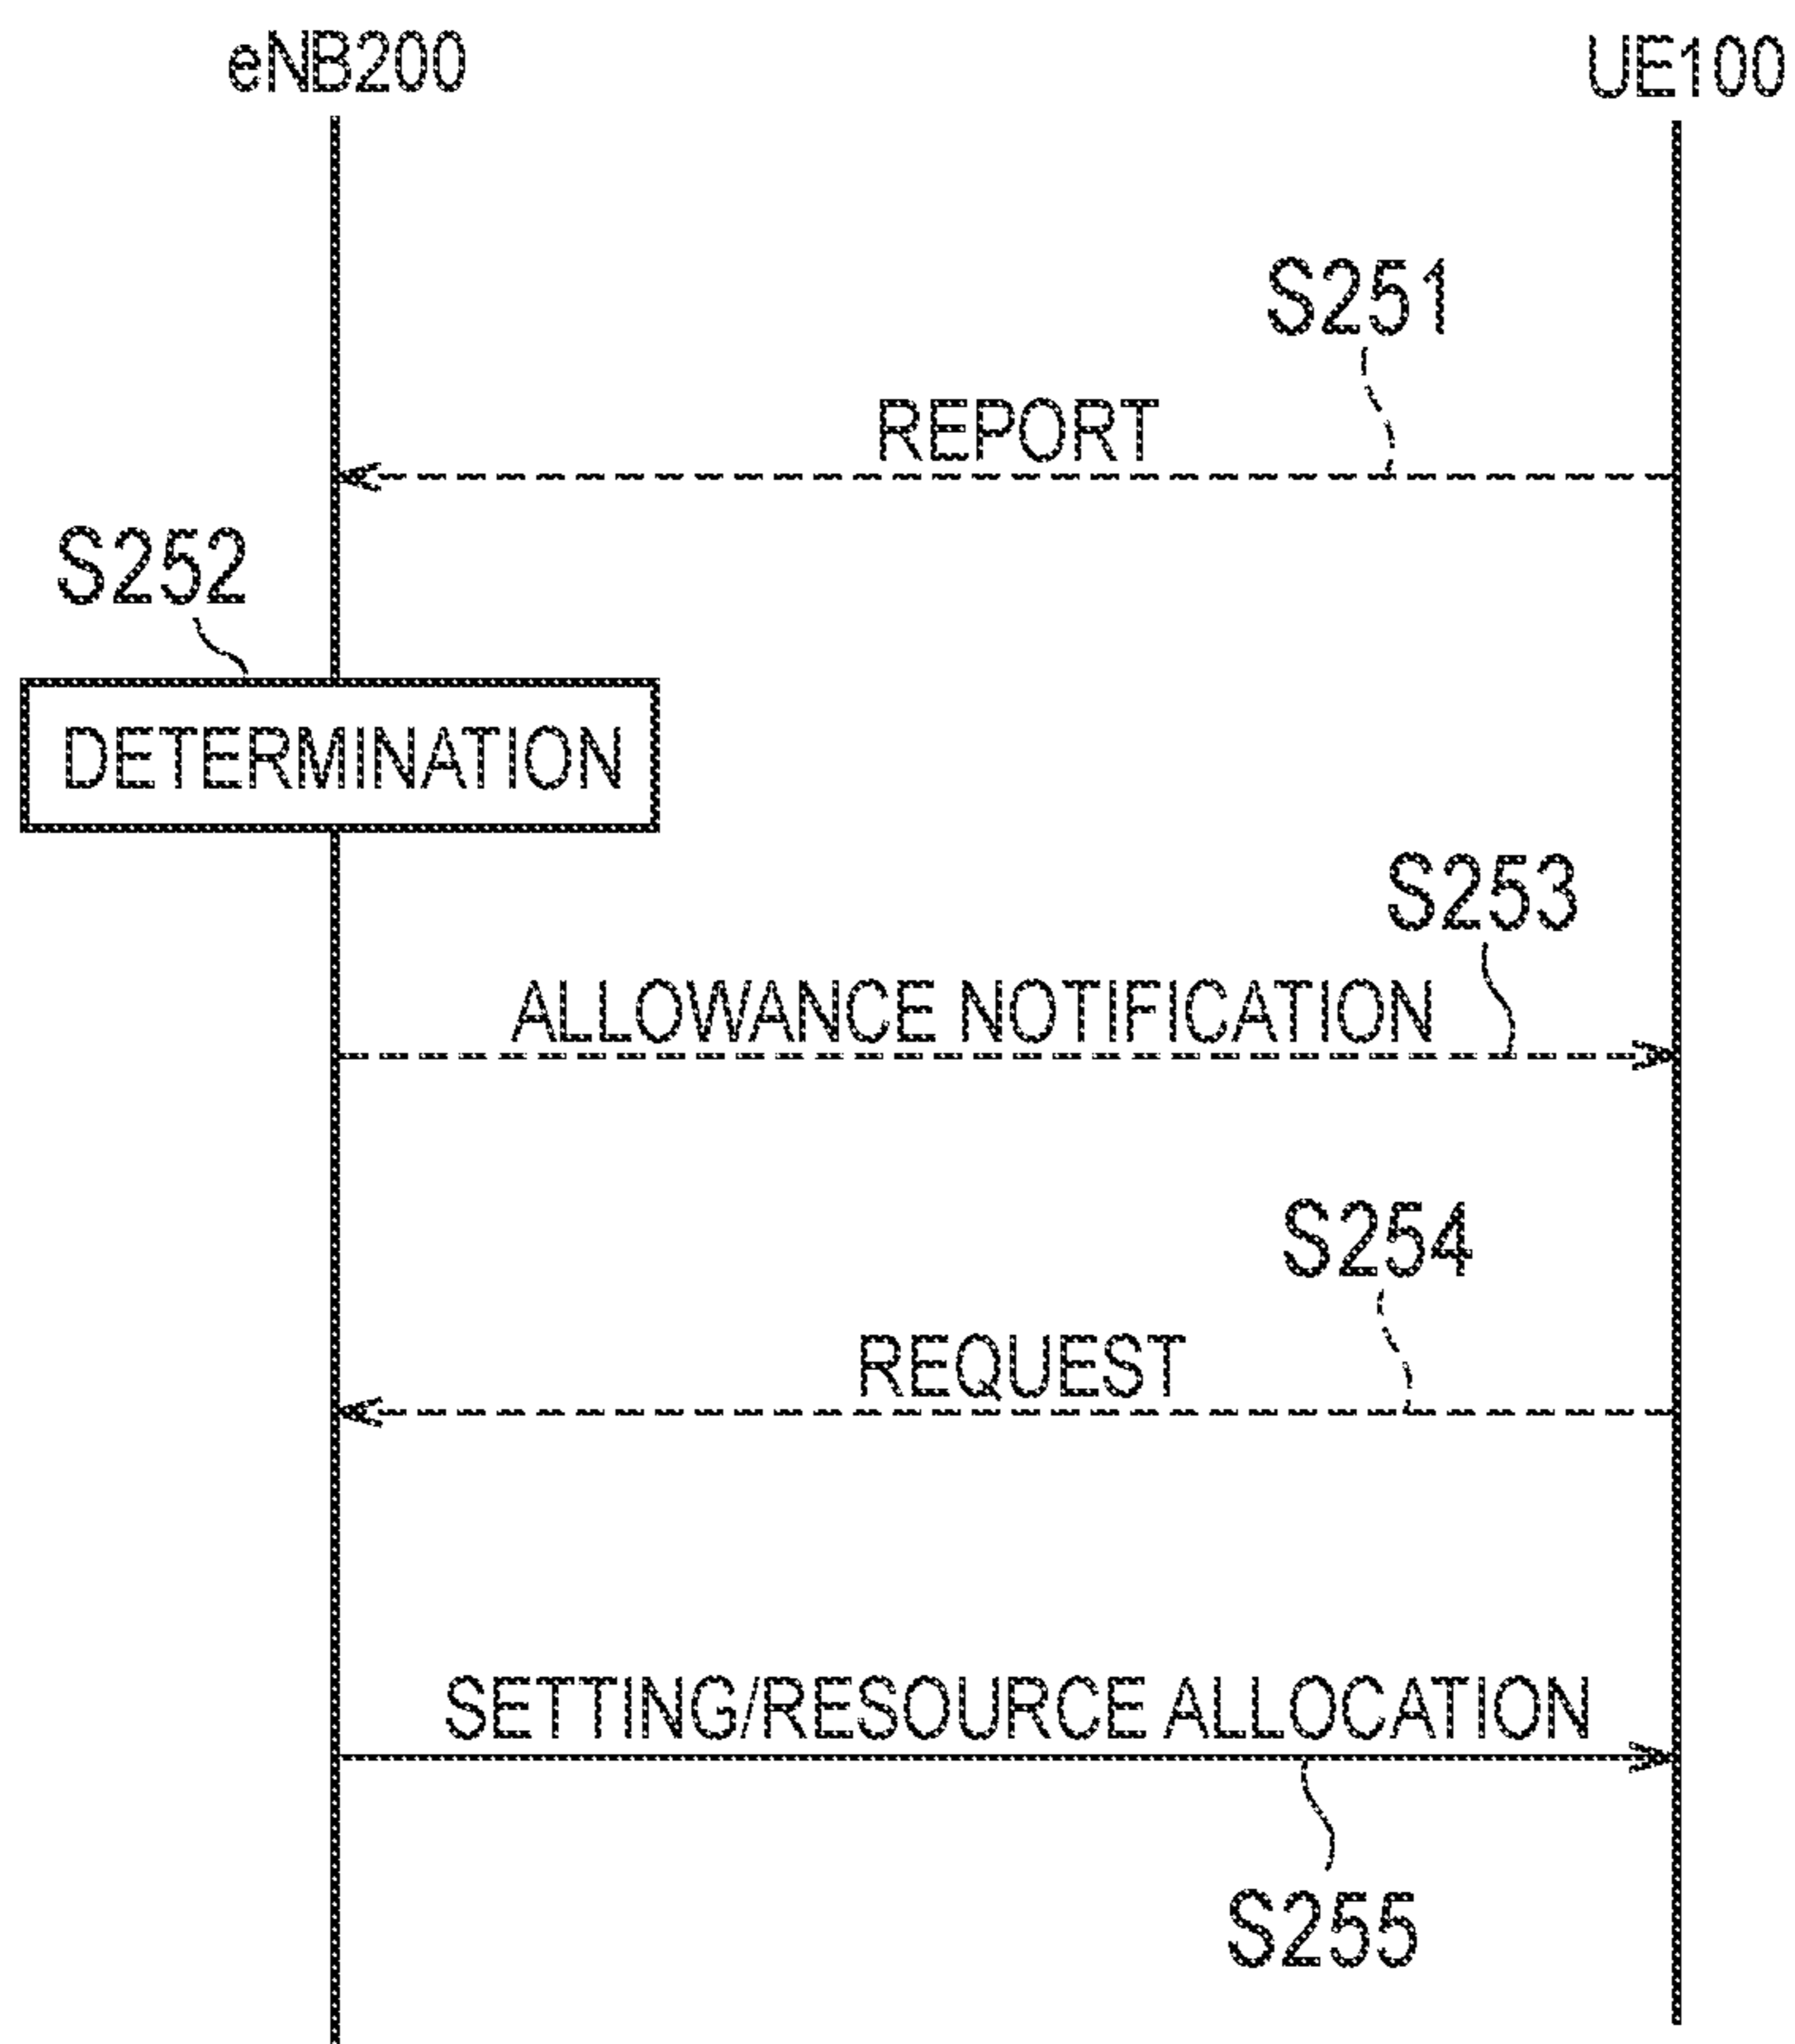 eNB200
UE100
S251
REPORT
S252
DETERMINATION
S253
ALLOWANCE NOTIFICATION
S254
REQUEST
SETTING/RESOURCE ALLOCATION
S255